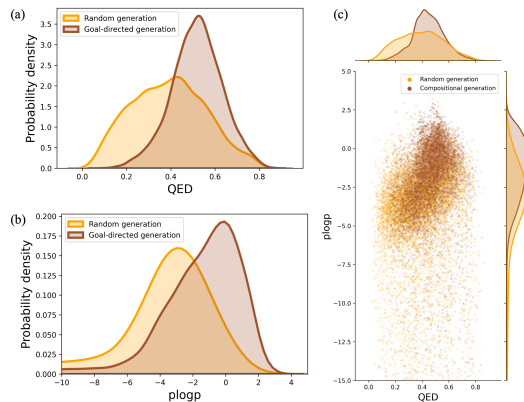 (a)
Random generation
Goal-directed generation
Probability density
3.5
3.0
2.5
2.0
1.5
1.0
0.5
0.0
0.0 0.2 0.4 0.6 0.8
QED
(b)
Random generation
Goal-directed generation
Probability density
0.200
0.175
0.150
0.125
0.100
0.075
0.050
0.025
0.000
−10 −8 −6 −4 −2 0 2 4
plogp
(c)
Random generation
Compositional generation
plogp
5.0
2.5
0.0
−2.5
−5.0
−7.5
−10.0
−12.5
−15.0
0.0 0.2 0.4 0.6 0.8
QED